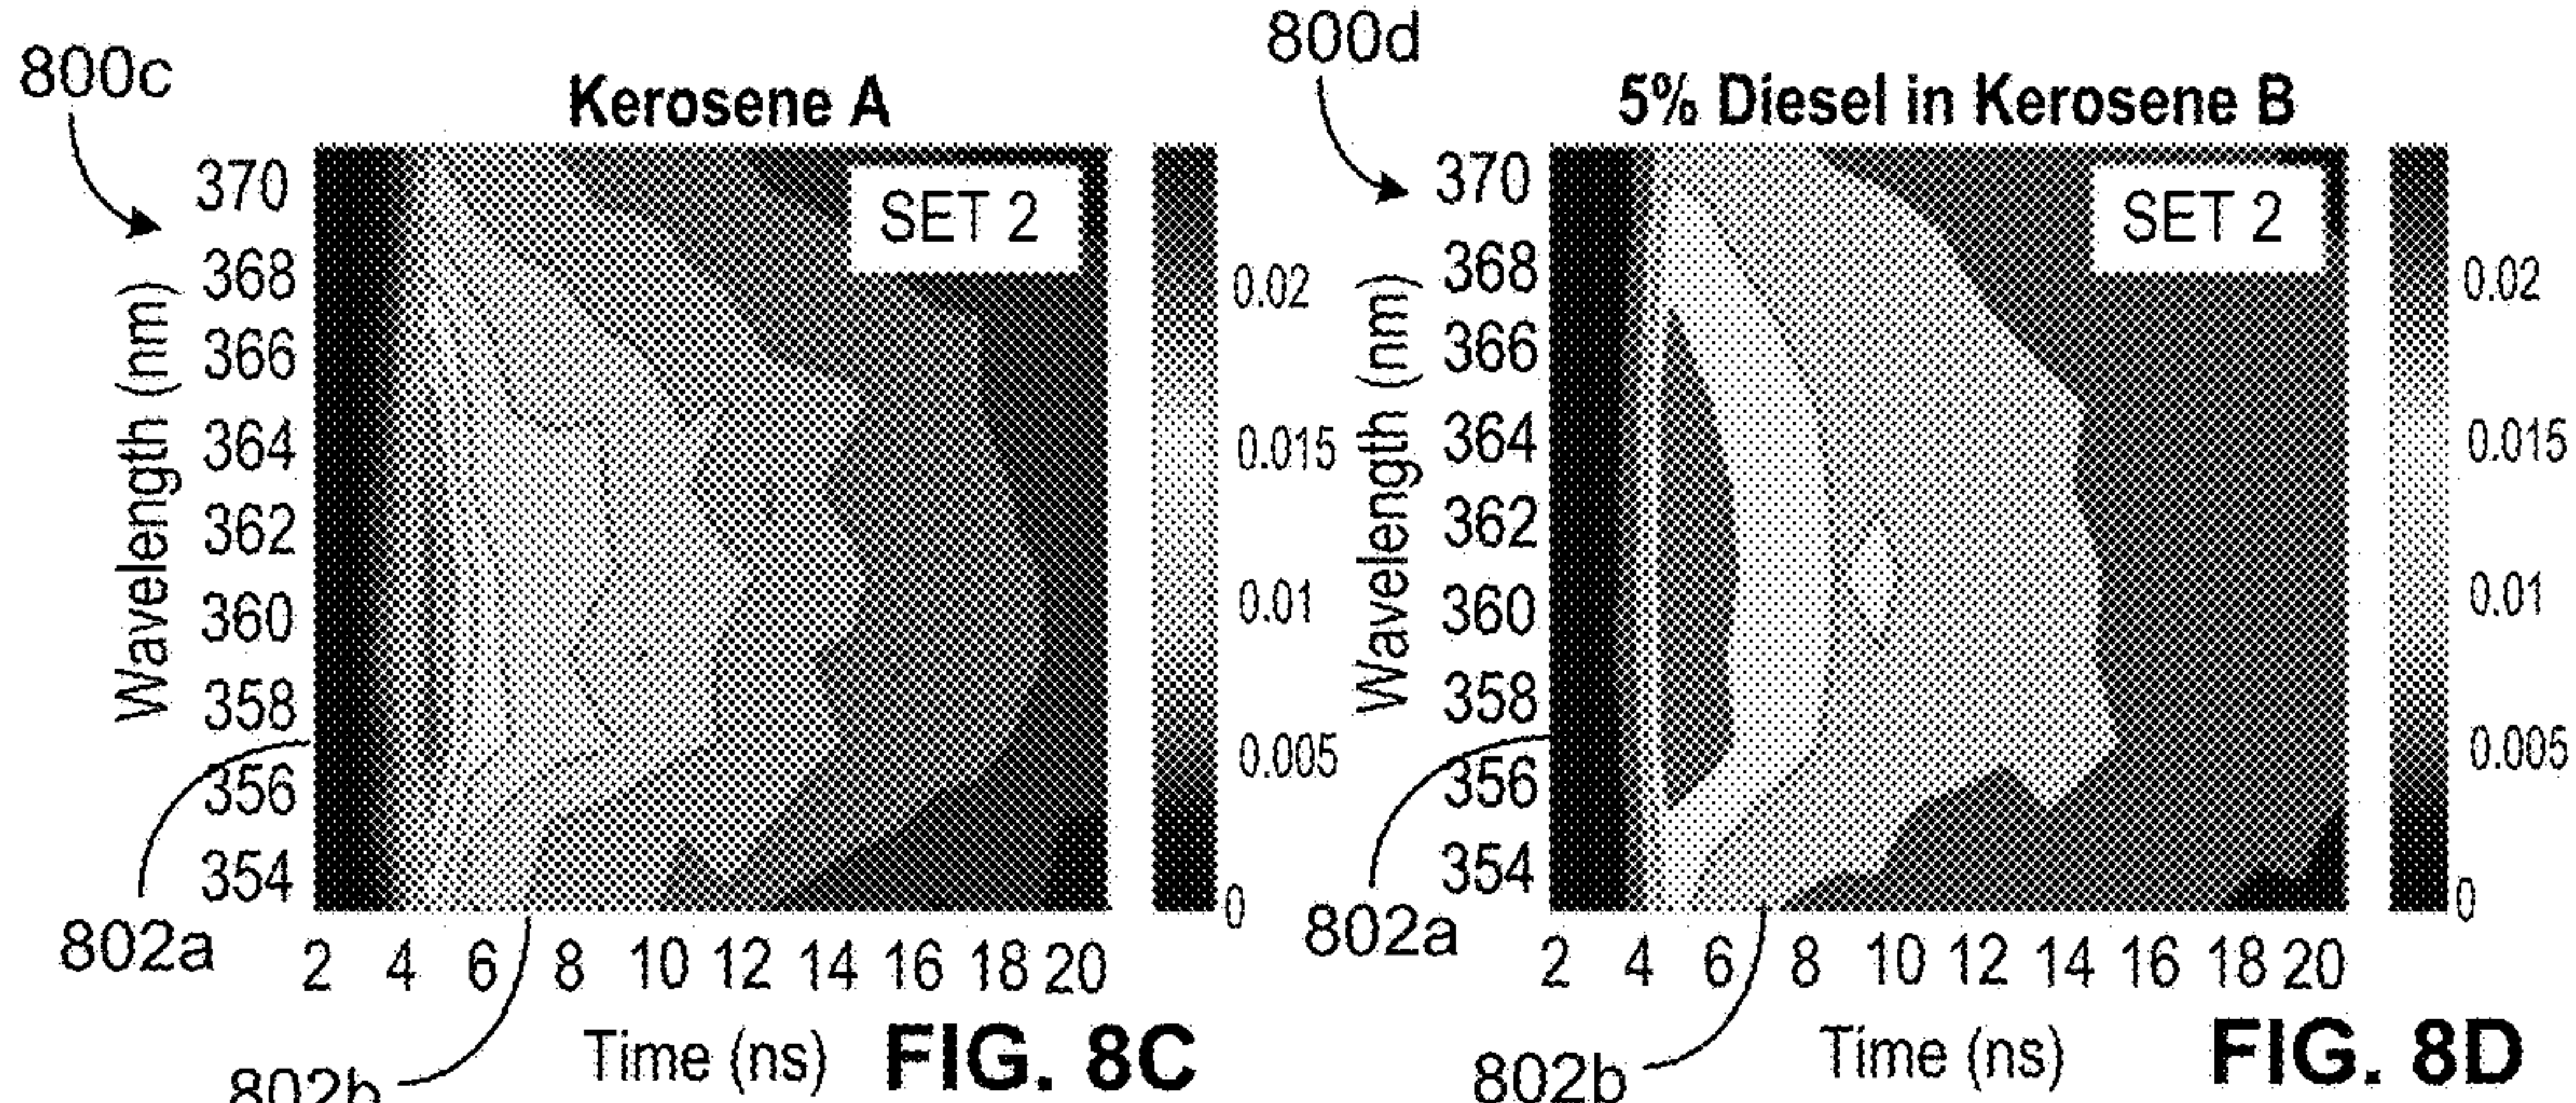 800c
Kerosene A
SET 2
Wavelength (nm)
370
368
366
364
362
360
358
356
354
0.02
0.015
0.01
0.005
0
802a
2 4 6 8 10 12 14 16 18 20
802b
Time (ns)
FIG. 8C
800d
5% Diesel in Kerosene B
SET 2
Wavelength (nm)
370
368
366
364
362
360
358
356
354
0.02
0.015
0.01
0.005
0
802a
2 4 6 8 10 12 14 16 18 20
802b
Time (ns)
FIG. 8D